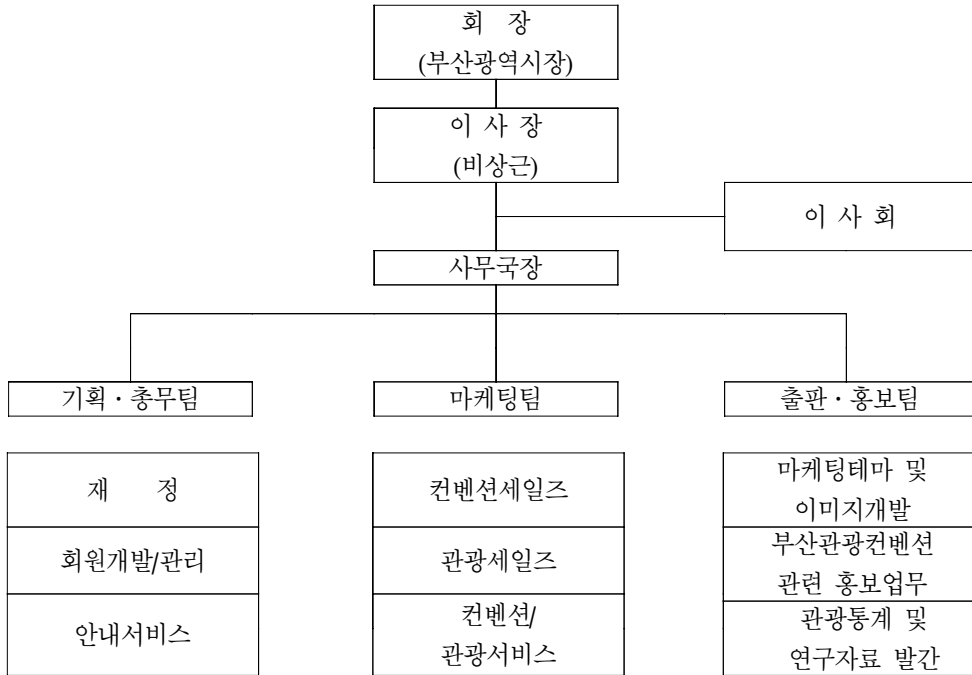 회 장
(부산광역시장)
이 사 장
(비상근)
이 사 회
사무국장
기획・총무팀
마케팅팀
출판・홍보팀
재 정
회원개발/관리
안내서비스
컨벤션세일즈
관광세일즈
컨벤션/
관광서비스
마케팅테마 및
이미지개발
부산관광컨벤션
관련 홍보업무
관광통계 및
연구자료 발간